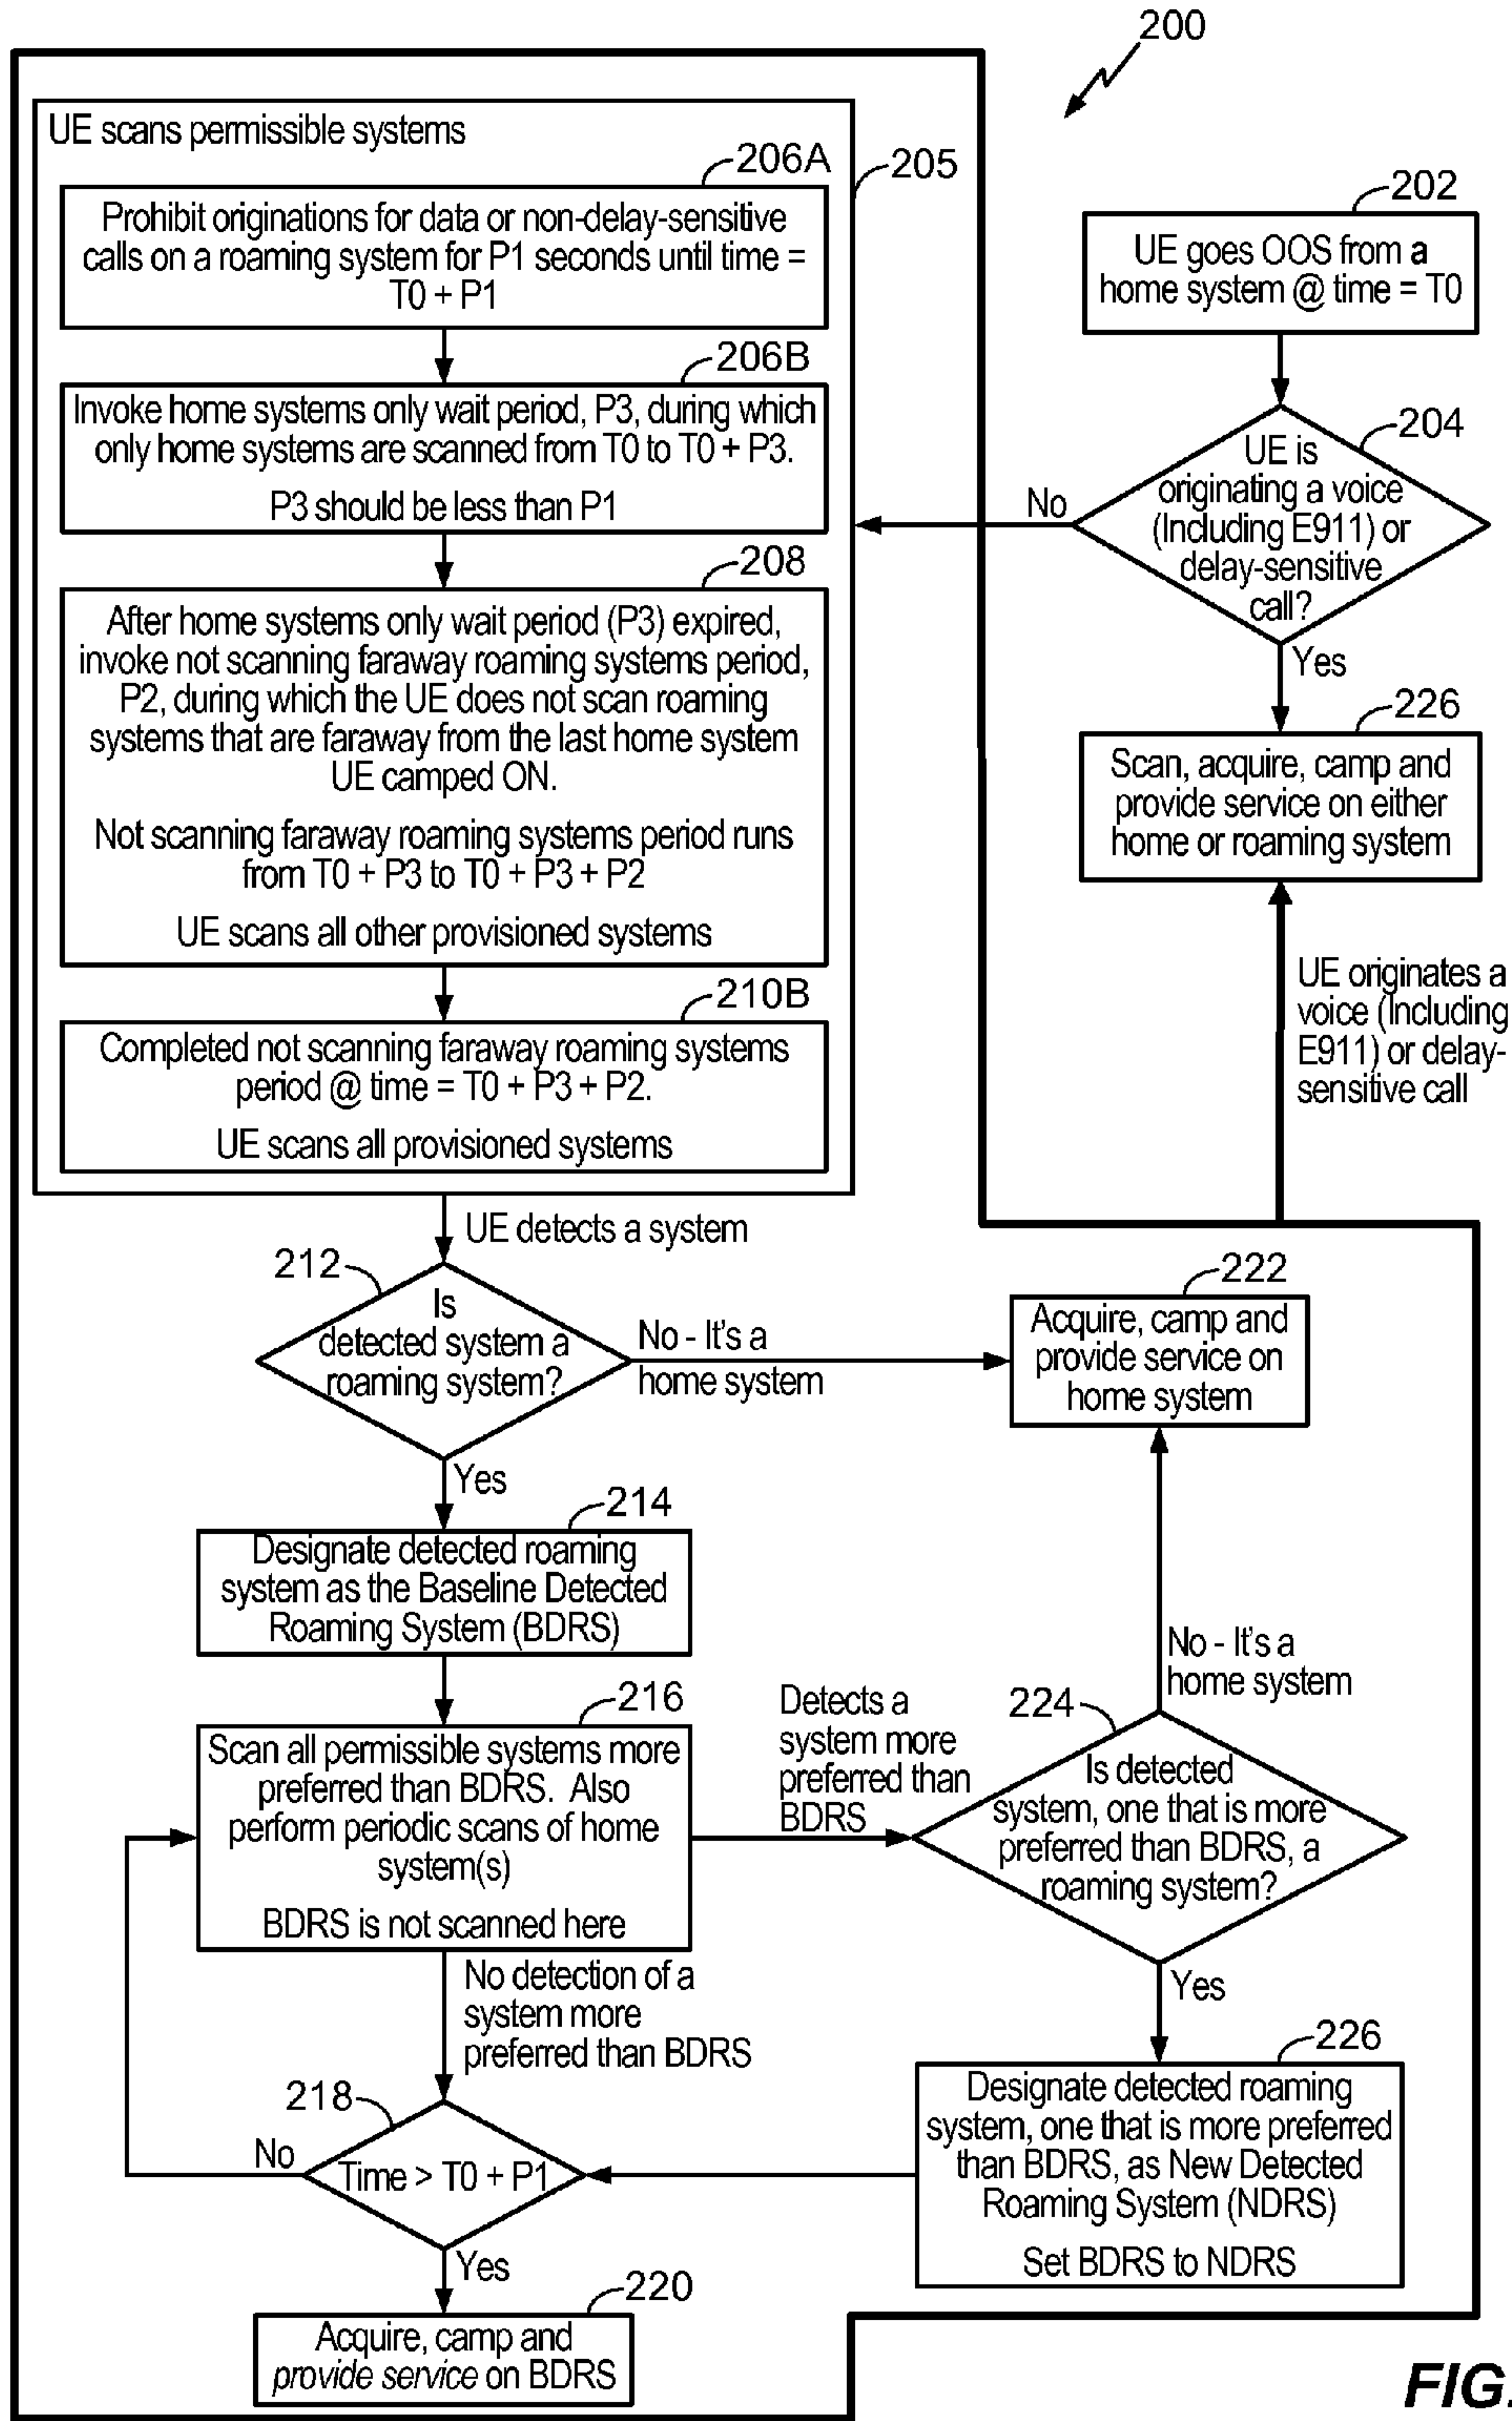 200
UE scans permissible systems
206A
205
Prohibit originations for data or non-delay-sensitive
calls on a roaming system for P1 seconds until time =
T0 + P1
206B
Invoke home systems only wait period, P3, during which
only home systems are scanned from T0 to T0 + P3.
P3 should be less than P1
208
After home systems only wait period (P3) expired,
invoke not scanning faraway roaming systems period,
P2, during which the UE does not scan roaming
systems that are faraway from the last home system
UE camped ON.
Not scanning faraway roaming systems period runs
from T0 + P3 to T0 + P3 + P2
UE scans all other provisioned systems
210B
Completed not scanning faraway roaming systems
period @ time = T0 + P3 + P2.
UE scans all provisioned systems
202
UE goes OOS from a
home system @ time = T0
204
UE is
originating a voice
(Including E911) or
delay-sensitive
call?
No
Yes
226
Scan, acquire, camp and
provide service on either
home or roaming system
UE originates a
voice (Including
E911) or delay-
sensitive call
UE detects a system
212
Is
detected system a
roaming system?
No - It's a
home system
222
Acquire, camp and
provide service on
home system
Yes
214
Designate detected roaming
system as the Baseline Detected
Roaming System (BDRS)
216
Scan all permissible systems more
preferred than BDRS. Also
perform periodic scans of home
system(s)
BDRS is not scanned here
Detects a
system more
preferred than
BDRS
224
Is detected
system, one that is more
preferred than BDRS, a
roaming system?
No - It's a
home system
Yes
226
Designate detected roaming
system, one that is more preferred
than BDRS, as New Detected
Roaming System (NDRS)
Set BDRS to NDRS
No detection of a
system more
preferred than BDRS
218
Time > T0 + P1
No
Yes
220
Acquire, camp and
provide service on BDRS
FIG.